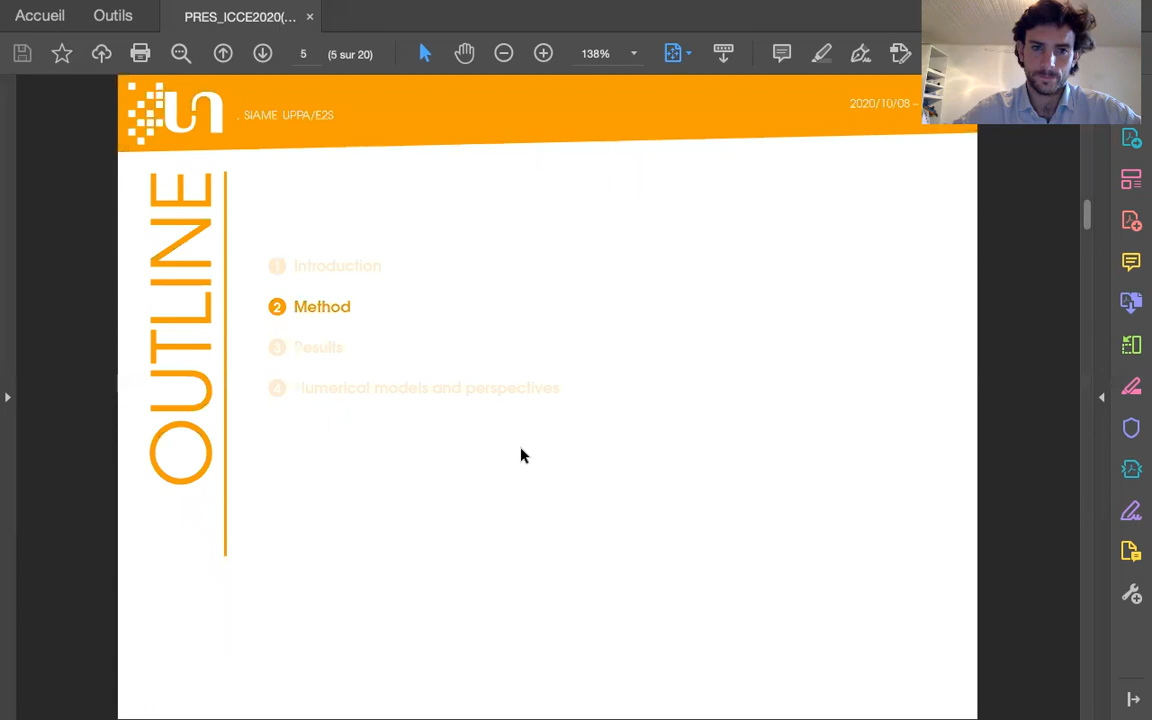 Accueil Outils PRES_ICCE2020(... ×
5 (5 sur 20) 138%
un
. SIAME UPPA/E2S 2020/10/08 –
OUTLINE
1 Introduction
2 Method
3 Results
4 Numerical models and perspectives